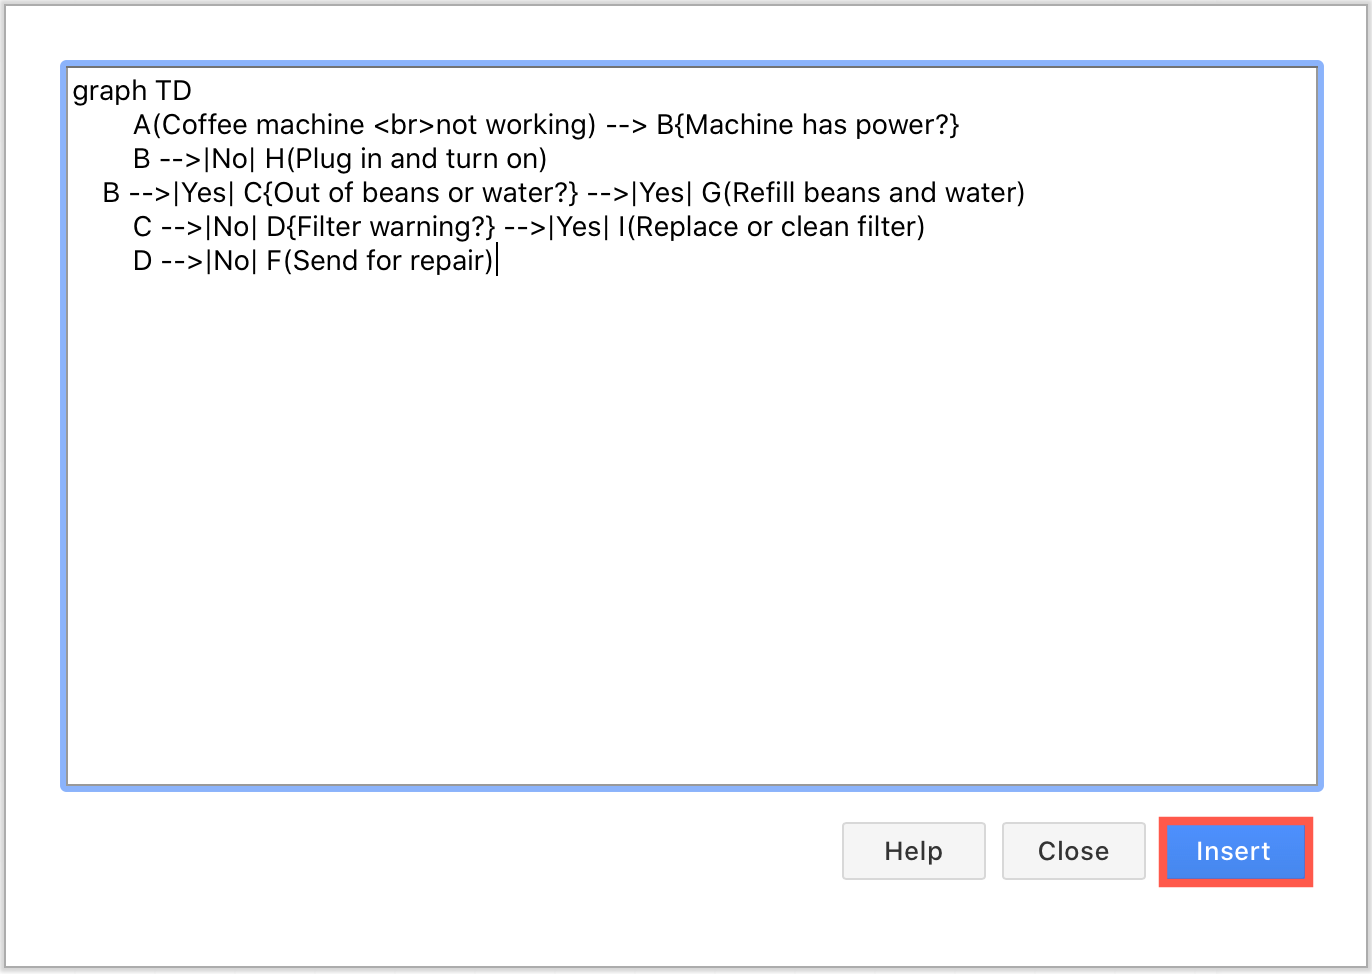 graph TD
A(Coffee machine <br>not working) --> B{Machine has power?}
B -->|No| H(Plug in and turn on)
B -->|Yes| C{Out of beans or water?} -->|Yes| G(Refill beans and water)
C -->|No| D{Filter warning?} -->|Yes| I(Replace or clean filter)
D -->|No| F(Send for repair)
Help
Close
Insert